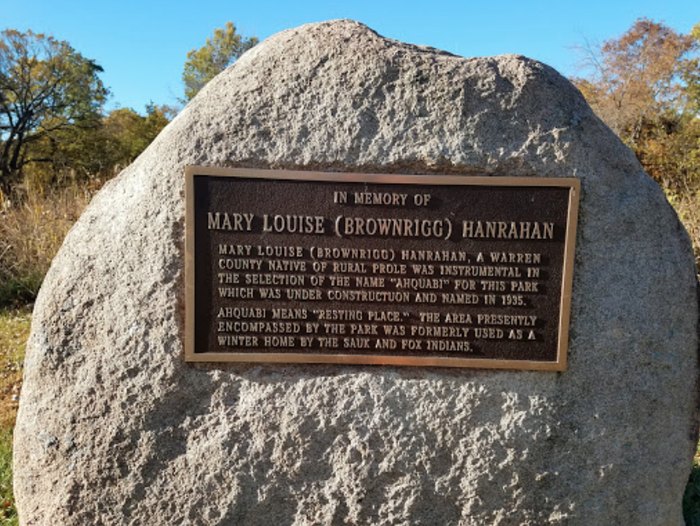 IN MEMORY OF
MARY LOUISE (BROWNRIGG) HANRAHAN
MARY LOUISE (BROWNRIGG) HANRAHAN, A WARREN
COUNTY NATIVE OF RURAL PROLE WAS INSTRUMENTAL IN
THE SELECTION OF THE NAME "AHQUABI" FOR THIS PARK
WHICH WAS UNDER CONSTRUCTUON AND NAMED IN 1935.
AHQUABI MEANS "RESTING PLACE." THE AREA PRESENTLY
ENCOMPASSED BY THE PARK WAS FORMERLY USED AS A
WINTER HOME BY THE SAUK AND FOX INDIANS.